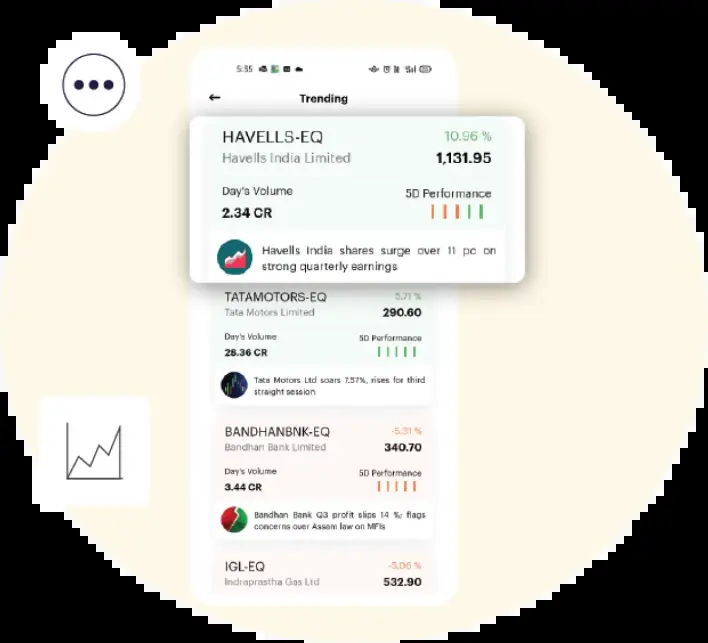 5:35
Trending
HAVELLS-EQ 10.96 %
Havells India Limited 1,131.95
Day's Volume 5D Performance
2.34 CR
Havells India shares surge over 11 pc on
strong quarterly earnings
TATAMOTORS-EQ 5.71 %
Tata Motors Limited 290.60
Day's Volume 5D Performance
28.36 CR
Tata Motors Ltd soars 7.57%, rises for third
straight session
BANDHANBNK-EQ -5.31 %
Bandhan Bank Limited 340.70
Day's Volume 5D Performance
3.44 CR
Bandhan Bank Q3 profit slips 14 %; flags
concerns over Assam law on MFIs
IGL-EQ -5.06 %
Indraprastha Gas Ltd 532.90